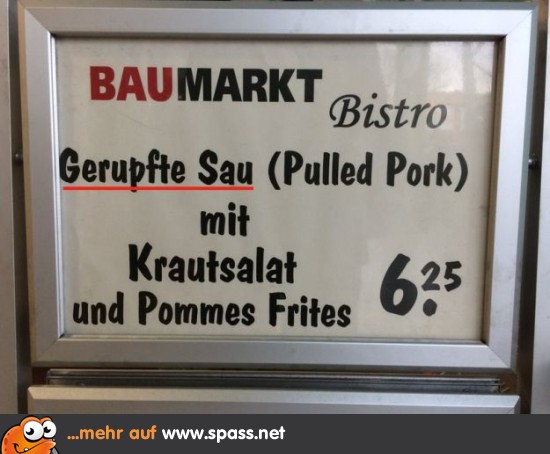 BAUMARKT
Bistro
Gerupfte Sau (Pulled Pork)
mit
Krautsalat
und Pommes Frites 6.25
...mehr auf www.spass.net